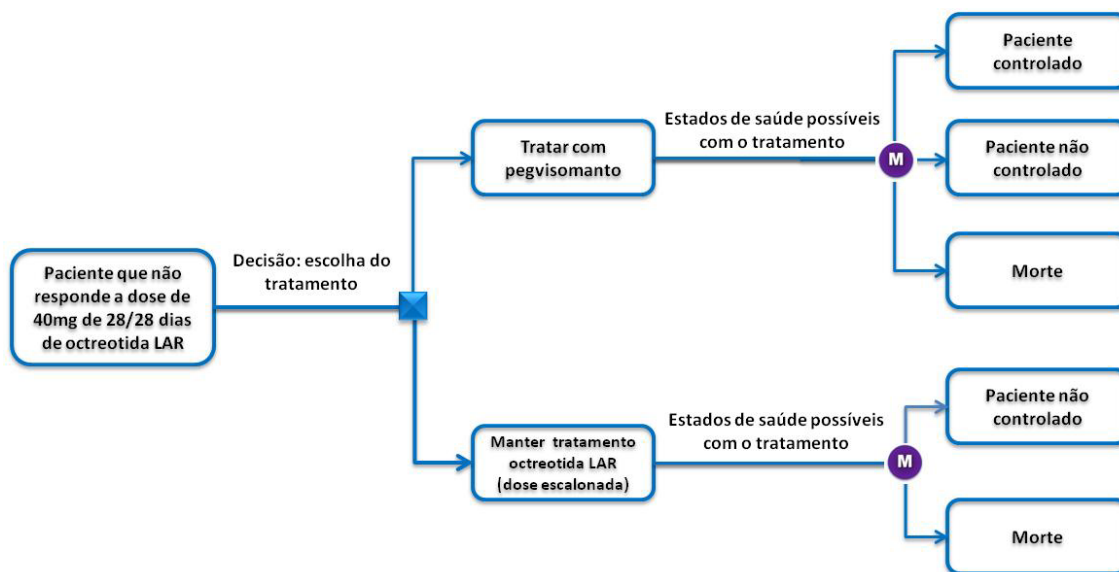 Paciente que não
responde a dose de
40mg de 28/28 dias
de octreotida LAR
Decisão: escolha do
tratamento
Tratar com
pegvisomanto
Estados de saúde possíveis
com o tratamento
M
Paciente
controlado
Paciente não
controlado
Morte
Manter tratamento
octreotida LAR
(dose escalonada)
Estados de saúde possíveis
com o tratamento
M
Paciente não
controlado
Morte